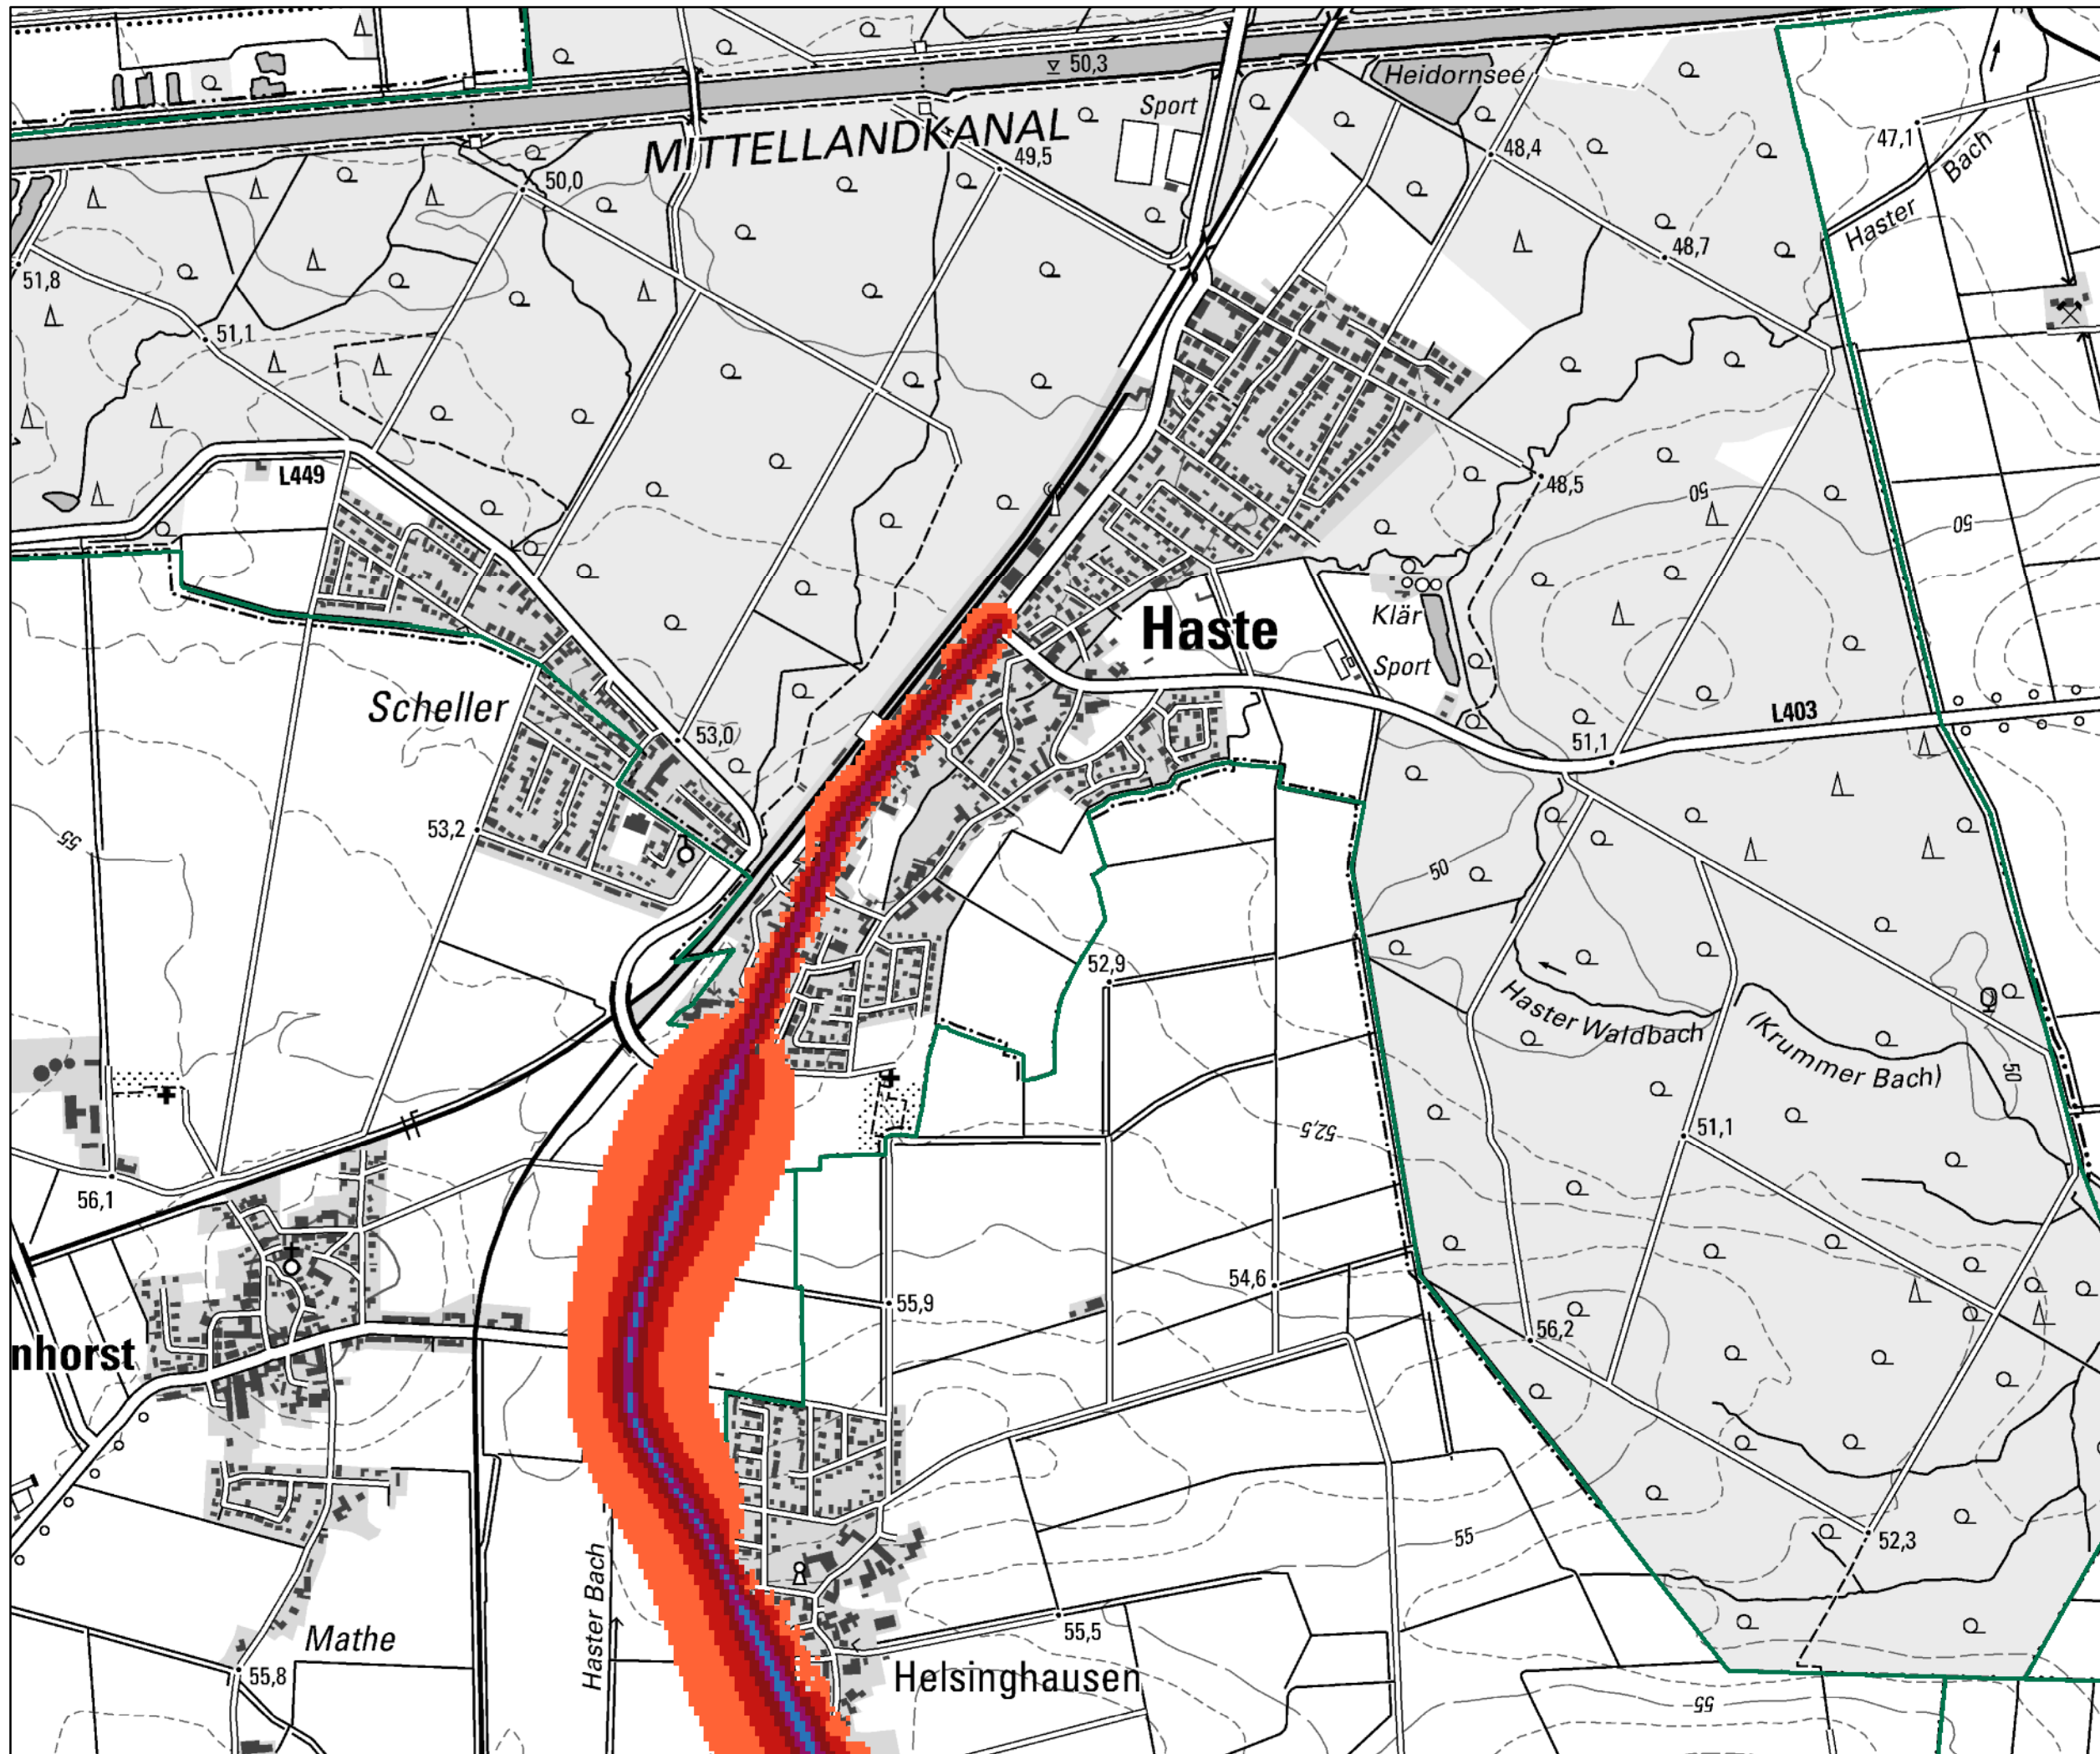 50,3
Heidornsee
Sport
MITTELLANDKANAL
49,5
48,4
47,1
Bach
Haster
50,0
48,7
51,8
51,1
L449
48,5
50
50
Haste
Klär
Sport
Scheller
53,0
L403
51,1
53,2
55
50
52,9
Haster Waldbach
(Krummer Bach)
50
52,5
51,1
56,1
54,6
55,9
56,2
nhorst
55
52,3
Haster Bach
Mathe
55,5
55,8
Helsinghausen
55